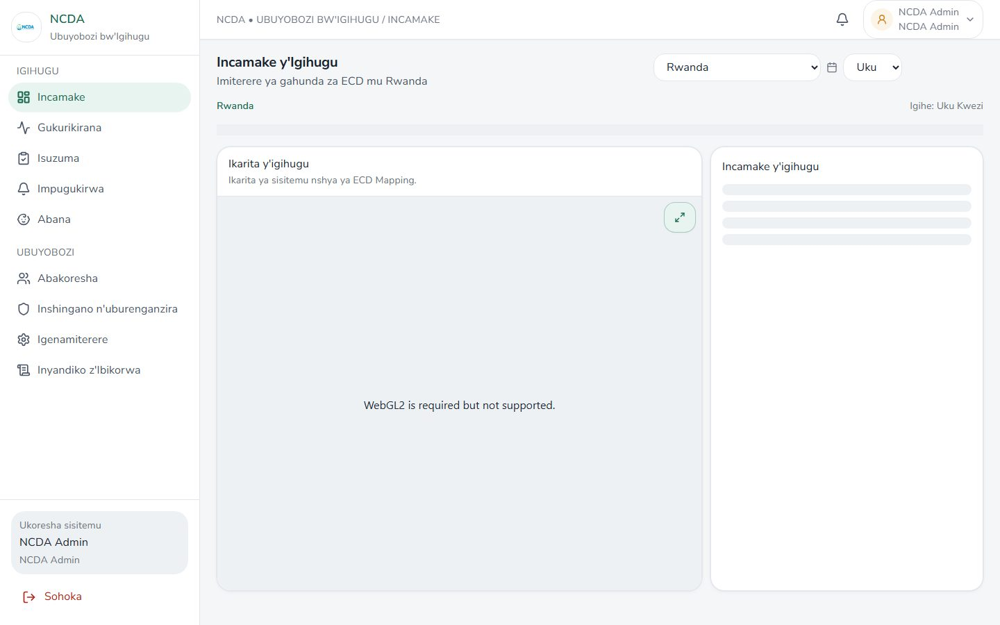 NCDA
NCDA
Ubuyobozi bw'Igihugu
IGIHUGU
Incamake
Gukurikirana
Isuzuma
Impugukirwa
Abana
UBUYOBOZI
Abakoresha
Inshingano n'uburenganzira
Igenamiterere
Inyandiko z'Ibikorwa
Ukoresha sisitemu
NCDA Admin
NCDA Admin
Sohoka
NCDA • UBUYOBOZI BW'IGIHUGU / INCAMAKE
NCDA Admin
NCDA Admin
Incamake y'Igihugu
Imiterere ya gahunda za ECD mu Rwanda
Rwanda
Uku
Rwanda
Igihe: Uku Kwezi
Ikarita y'igihugu
Ikarita ya sisitemu nshya ya ECD Mapping.
WebGL2 is required but not supported.
Incamake y'igihugu